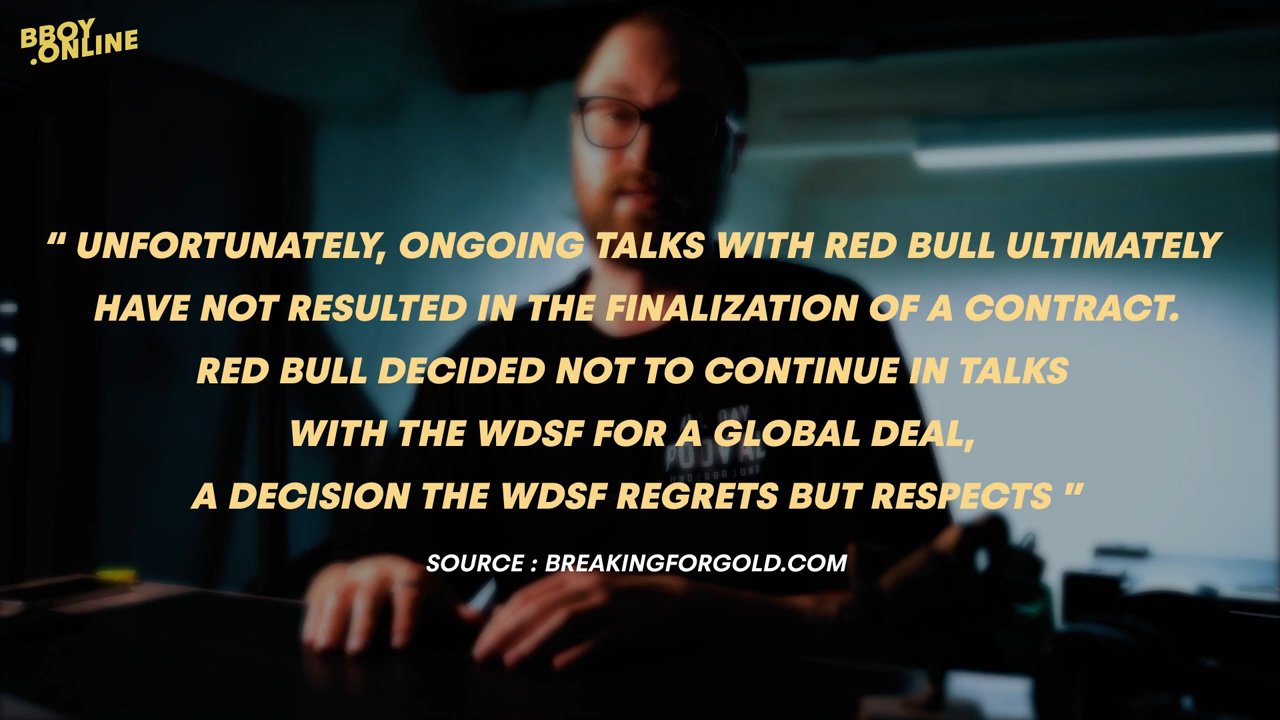 BBOY
.ONLINE
“ UNFORTUNATELY, ONGOING TALKS WITH RED BULL ULTIMATELY
HAVE NOT RESULTED IN THE FINALIZATION OF A CONTRACT.
RED BULL DECIDED NOT TO CONTINUE IN TALKS
WITH THE WDSF FOR A GLOBAL DEAL,
A DECISION THE WDSF REGRETS BUT RESPECTS ”
SOURCE : BREAKINGFORGOLD.COM